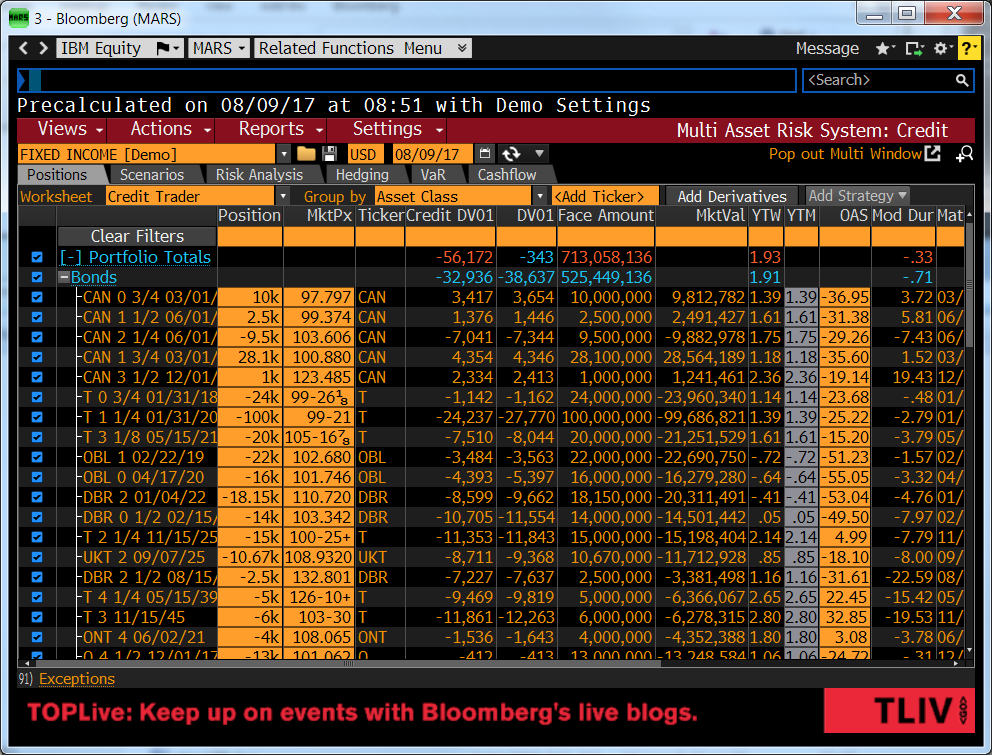 3 - Bloomberg (MARS)
IBM Equity MARS Related Functions Menu Message ?
<Search>
Precalculated on 08/09/17 at 08:51 with Demo Settings
Views Actions Reports Settings Multi Asset Risk System: Credit
FIXED INCOME [Demo] USD 08/09/17 Pop out Multi Window
Positions Scenarios Risk Analysis Hedging VaR Cashflow
Worksheet Credit Trader Group by Asset Class <Add Ticker> Add Derivatives Add Strategy
Position MktPx Ticker Credit DV01 DV01 Face Amount MktVal YTW YTM OAS Mod Dur Mat
Clear Filters
[-] Portfolio Totals -56,172 -343 713,058,136 1.93 -.33
Bonds -32,936 -38,637 525,449,136 1.91 -.71
CAN 0 3/4 03/01/ 10k 97.797 CAN 3,417 3,654 10,000,000 9,812,782 1.39 1.39 -36.95 3.72 03/
CAN 1 1/2 06/01/ 2.5k 99.374 CAN 1,376 1,446 2,500,000 2,491,427 1.61 1.61 -31.38 5.81 06/
CAN 2 1/4 06/01/ -9.5k 103.606 CAN -7,041 -7,344 9,500,000 -9,882,978 1.75 1.75 -29.26 -7.43 06/
CAN 1 3/4 03/01/ 28.1k 100.880 CAN 4,354 4,346 28,100,000 28,564,189 1.18 1.18 -35.60 1.52 03/
CAN 3 1/2 12/01/ 1k 123.485 CAN 2,334 2,413 1,000,000 1,241,461 2.36 2.36 -19.14 19.43 12/
T 0 3/4 01/31/18 -24k 99-26⅛ T -1,142 -1,162 24,000,000 -23,960,340 1.14 1.14 -23.68 -.48 01/
T 1 1/4 01/31/20 -100k 99-21 T -24,237 -27,770 100,000,000 -99,686,821 1.39 1.39 -25.22 -2.79 01/
T 3 1/8 05/15/21 -20k 105-16⅞ T -7,510 -8,044 20,000,000 -21,251,529 1.61 1.61 -15.20 -3.79 05/
OBL 1 02/22/19 -22k 102.680 OBL -3,484 -3,563 22,000,000 -22,690,750 -.72 -.72 -51.23 -1.57 02/
OBL 0 04/17/20 -16k 101.746 OBL -4,393 -5,397 16,000,000 -16,279,280 -.64 -.64 -55.05 -3.32 04/
DBR 2 01/04/22 -18.15k 110.720 DBR -8,599 -9,662 18,150,000 -20,311,491 -.41 -.41 -53.04 -4.76 01/
DBR 0 1/2 02/15/ -14k 103.342 DBR -10,705 -11,554 14,000,000 -14,501,442 .05 .05 -49.50 -7.97 02/
T 2 1/4 11/15/25 -15k 100-25+ T -11,353 -11,843 15,000,000 -15,198,404 2.14 2.14 4.99 -7.79 11/
UKT 2 09/07/25 -10.67k 108.9320 UKT -8,711 -9,368 10,670,000 -11,712,928 .85 .85 -18.10 -8.00 09/
DBR 2 1/2 08/15/ -2.5k 132.801 DBR -7,227 -7,637 2,500,000 -3,381,498 1.16 1.16 -31.61 -22.59 08/
T 4 1/4 05/15/39 -5k 126-10+ T -9,469 -9,819 5,000,000 -6,366,067 2.65 2.65 22.45 -15.42 05/
T 3 11/15/45 -6k 103-30 T -11,861 -12,263 6,000,000 -6,278,315 2.80 2.80 32.85 -19.53 11/
ONT 4 06/02/21 -4k 108.065 ONT -1,536 -1,643 4,000,000 -4,352,388 1.80 1.80 3.08 -3.78 06/
O 4 1/2 12/01/17 -13k 101.062 O -412 -413 13,000,000 -13,248,584 1.06 1.06 -24.72 -.31 12/
91) Exceptions
TOPLive: Keep up on events with Bloomberg's live blogs. TLIV